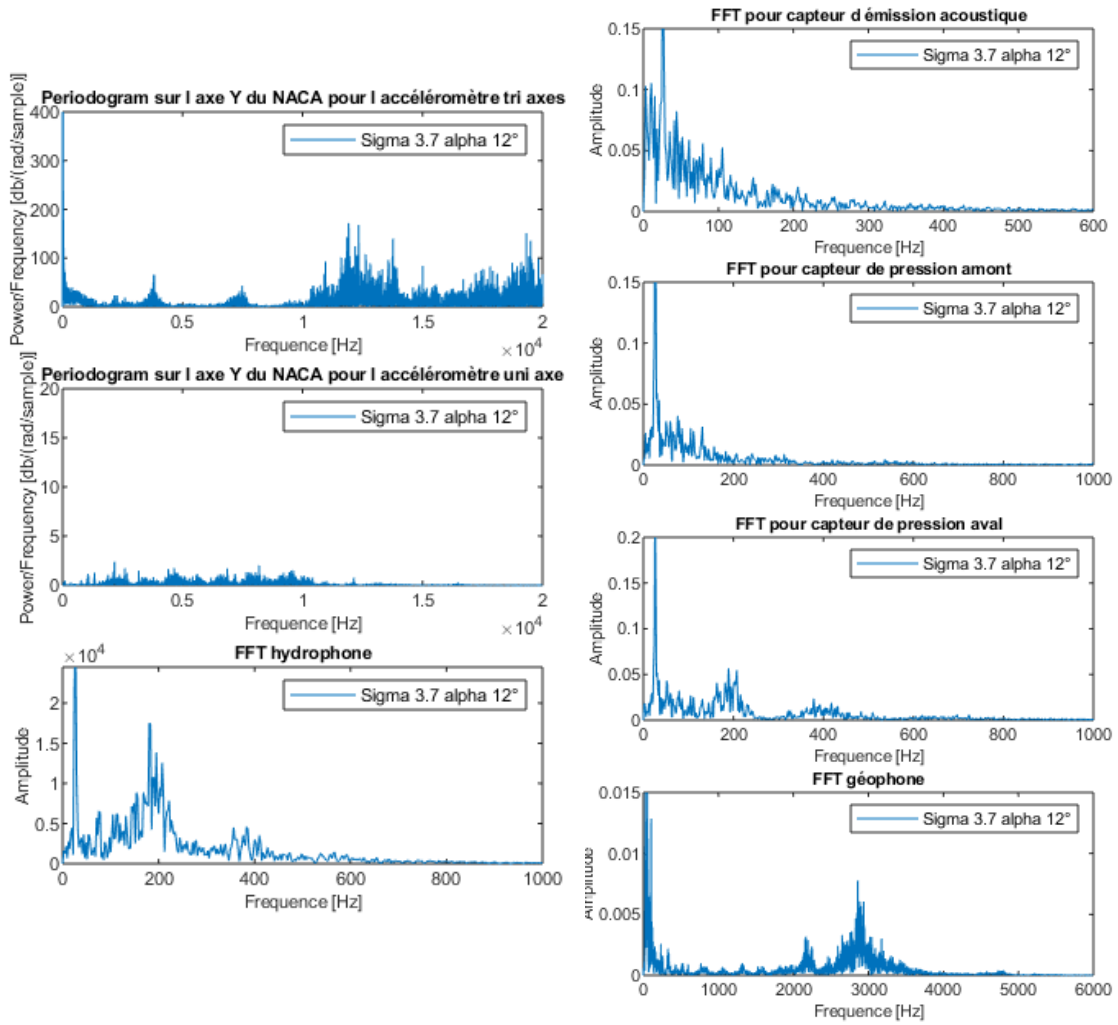 Periodogram sur l axe Y du NACA pour l accéléromètre tri axes
Power/Frequency [db/(rad/sample)]
400
300
200
100
0
Sigma 3.7 alpha 12°
0 0.5 1 1.5 2
×10^4
Frequence [Hz]
Periodogram sur l axe Y du NACA pour l accéléromètre uni axe
Power/Frequency [db/(rad/sample)]
20
15
10
5
0
Sigma 3.7 alpha 12°
0 0.5 1 1.5 2
×10^4
Frequence [Hz]
FFT hydrophone
×10^4
Amplitude
2
1.5
1
0.5
0
Sigma 3.7 alpha 12°
0 200 400 600 800 1000
Frequence [Hz]
FFT pour capteur d émission acoustique
Amplitude
0.15
0.1
0.05
0
Sigma 3.7 alpha 12°
0 100 200 300 400 500 600
Frequence [Hz]
FFT pour capteur de pression amont
Amplitude
0.15
0.1
0.05
0
Sigma 3.7 alpha 12°
0 200 400 600 800 1000
Frequence [Hz]
FFT pour capteur de pression aval
Amplitude
0.2
0.15
0.1
0.05
0
Sigma 3.7 alpha 12°
0 200 400 600 800 1000
Frequence [Hz]
FFT géophone
Amplitude
0.015
0.01
0.005
0
Sigma 3.7 alpha 12°
0 1000 2000 3000 4000 5000 6000
Frequence [Hz]